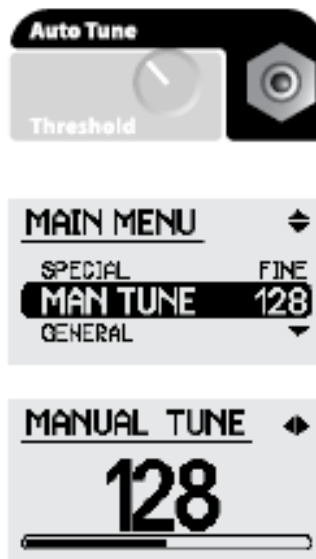 Auto Tune
Threshold
MAIN MENU
SPECIAL FINE
MAN TUNE 128
GENERAL
MANUAL TUNE
128